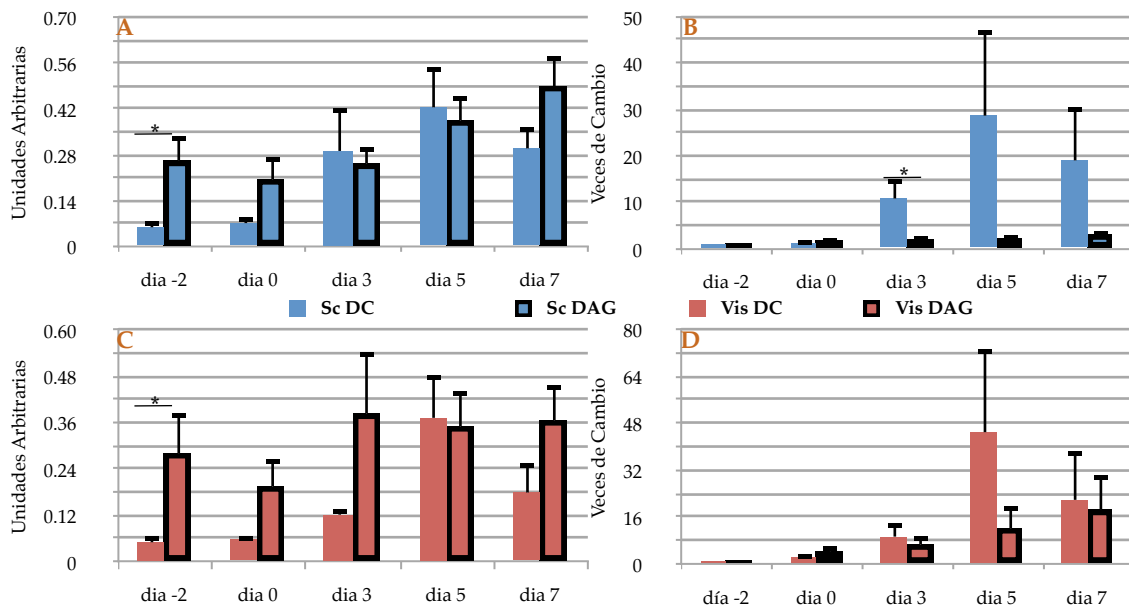 A
Unidades Arbitrarias
0.70
0.56
0.42
0.28
0.14
0
*
dia -2 dia 0 dia 3 dia 5 dia 7
B
Veces de Cambio
50
40
30
20
10
0
*
dia -2 dia 0 dia 3 dia 5 dia 7
Sc DC Sc DAG Vis DC Vis DAG
C
Unidades Arbitrarias
0.60
0.48
0.36
0.24
0.12
0
*
dia -2 dia 0 dia 3 dia 5 dia 7
D
Veces de Cambio
80
64
48
32
16
0
día -2 dia 0 dia 3 dia 5 dia 7